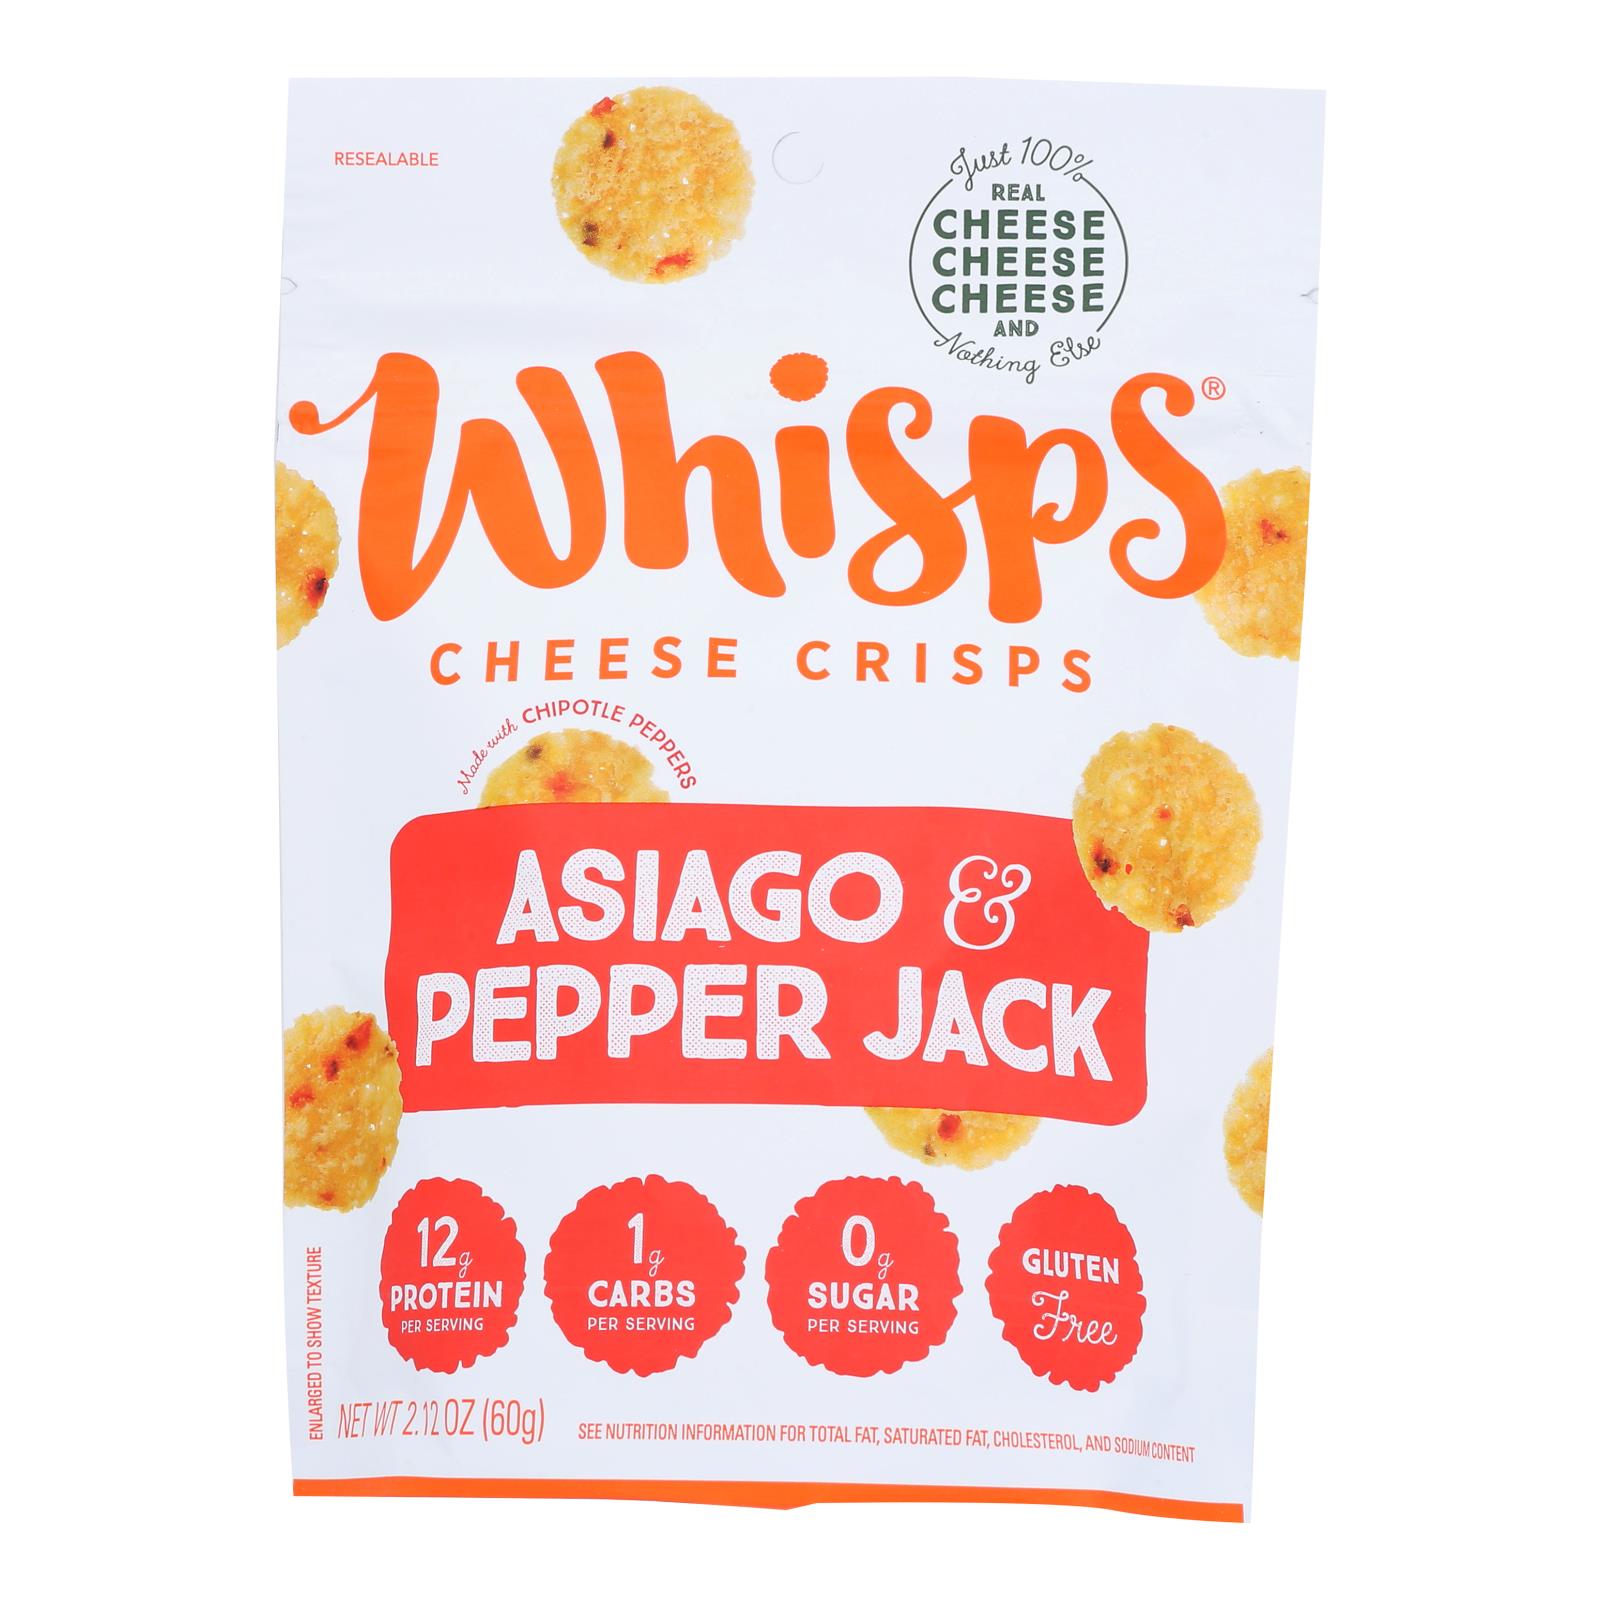 RESEALABLE
Just 100%
REAL
CHEESE
CHEESE
CHEESE
AND
Nothing Else
Whisps®
CHEESE CRISPS
Made with CHIPOTLE PEPPERS
ASIAGO &
PEPPER JACK
12g
PROTEIN
PER SERVING
1g
CARBS
PER SERVING
0g
SUGAR
PER SERVING
GLUTEN
Free
ENLARGED TO SHOW TEXTURE
NET WT 2.12 OZ (60g)
SEE NUTRITION INFORMATION FOR TOTAL FAT, SATURATED FAT, CHOLESTEROL, AND SODIUM CONTENT